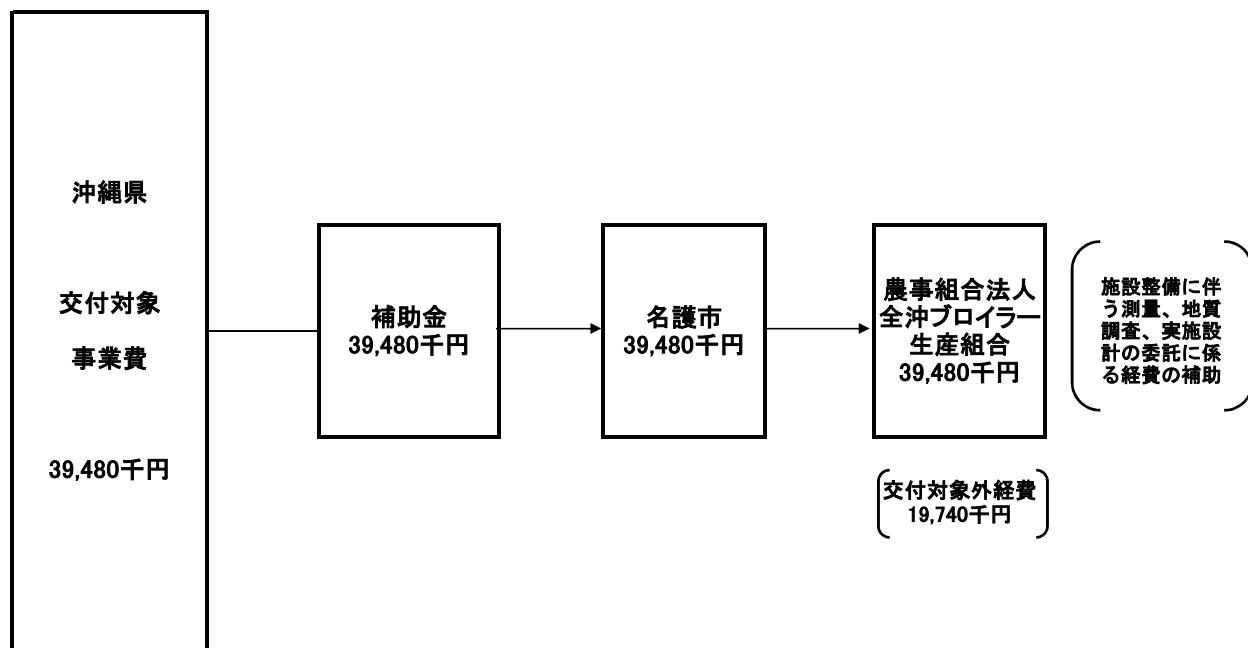 沖縄県
交付対象
事業費
39,480千円
補助金
39,480千円
名護市
39,480千円
農事組合法人
全沖ブロイラー
生産組合
39,480千円
施設整備に伴
う測量、地質
調査、実施設
計の委託に係
る経費の補助
交付対象外経費
19,740千円